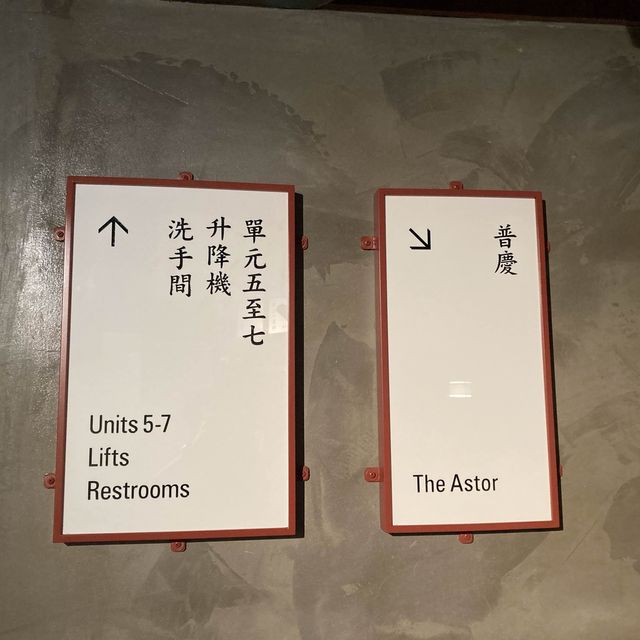 單元五至七
升降機
洗手間
Units 5-7
Lifts
Restrooms
普慶
The Astor